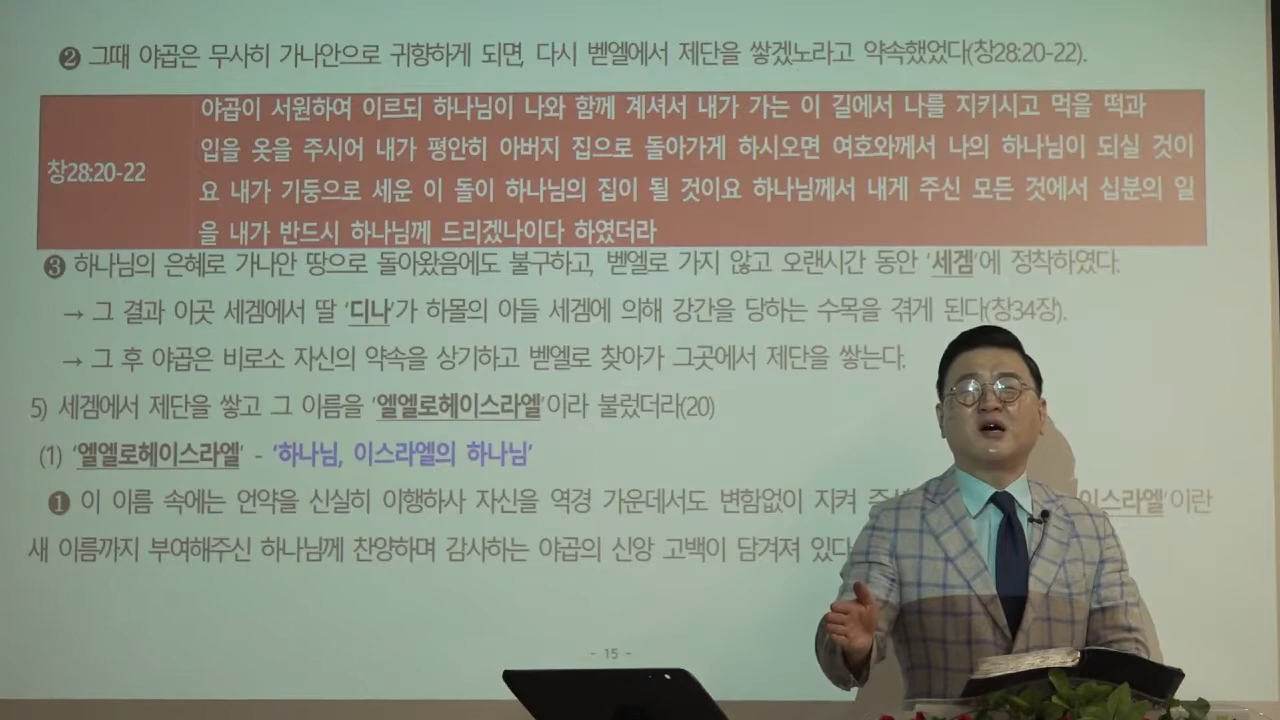 ❷ 그때 야곱은 무사히 가나안으로 귀향하게 되면, 다시 벧엘에서 제단을 쌓겠노라고 약속했었다(창28:20-22).
창28:20-22
야곱이 서원하여 이르되 하나님이 나와 함께 계셔서 내가 가는 이 길에서 나를 지키시고 먹을 떡과
입을 옷을 주시어 내가 평안히 아버지 집으로 돌아가게 하시오면 여호와께서 나의 하나님이 되실 것이
요 내가 기둥으로 세운 이 돌이 하나님의 집이 될 것이요 하나님께서 내게 주신 모든 것에서 십분의 일
을 내가 반드시 하나님께 드리겠나이다 하였더라
❸ 하나님의 은혜로 가나안 땅으로 돌아왔음에도 불구하고, 벧엘로 가지 않고 오랜시간 동안 '세겜'에 정착하였다.
→ 그 결과 이곳 세겜에서 딸 '디나'가 하몰의 아들 세겜에 의해 강간을 당하는 수목을 겪게 된다(창34장).
→ 그 후 야곱은 비로소 자신의 약속을 상기하고 벧엘로 찾아가 그곳에서 제단을 쌓는다.
5) 세겜에서 제단을 쌓고 그 이름을 '엘엘로헤이스라엘'이라 불렀더라(20)
(1) '엘엘로헤이스라엘' - '하나님, 이스라엘의 하나님'
❶ 이 이름 속에는 언약을 신실히 이행하사 자신을 역경 가운데서도 변함없이 지켜 이스라엘'이란
새 이름까지 부여해주신 하나님께 찬양하며 감사하는 야곱의 신앙 고백이 담겨져 있다
- 15 -